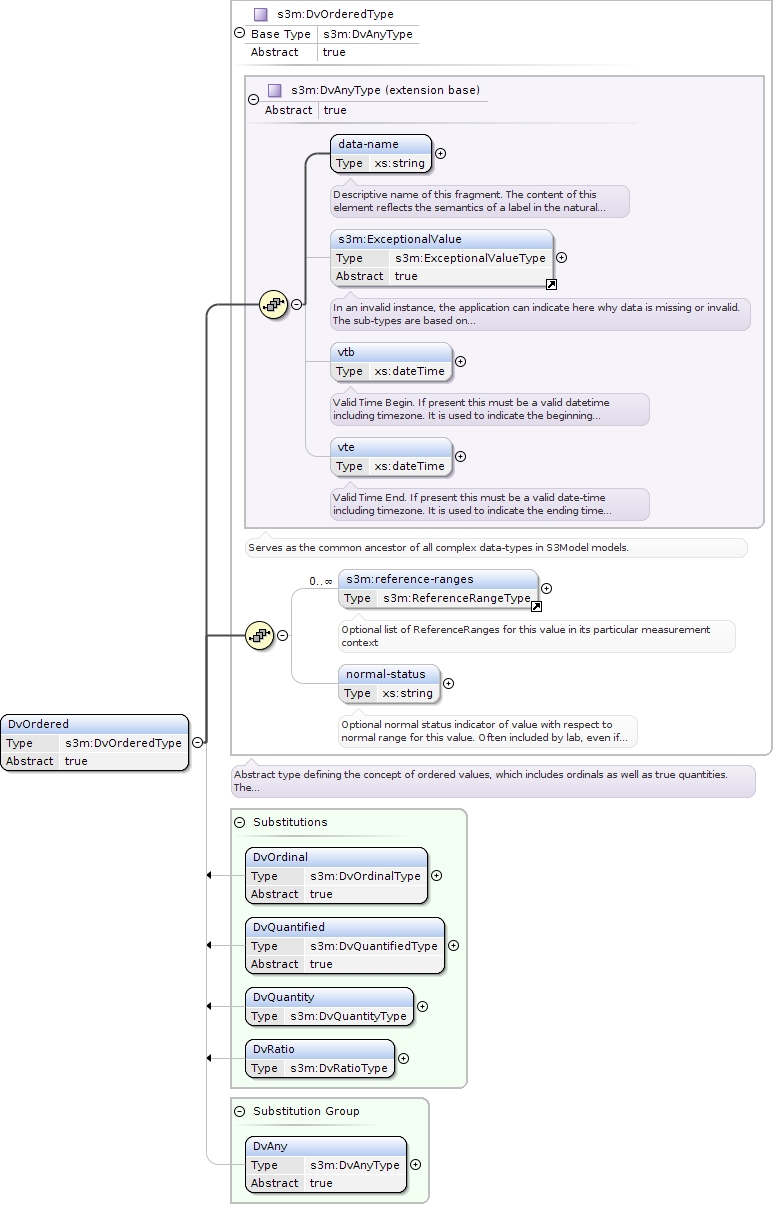 s3m:DvOrderedType
Base Type s3m:DvAnyType
Abstract true
s3m:DvAnyType (extension base)
Abstract true
data-name
Type xs:string
Descriptive name of this fragment. The content of this
element reflects the semantics of a label in the natural...
s3m:ExceptionalValue
Type s3m:ExceptionalValueType
Abstract true
In an invalid instance, the application can indicate here why data is missing or invalid.
The sub-types are based on...
vtb
Type xs:dateTime
Valid Time Begin. If present this must be a valid datetime
including timezone. It is used to indicate the beginning...
vte
Type xs:dateTime
Valid Time End. If present this must be a valid date-time
including timezone. It is used to indicate the ending time...
Serves as the common ancestor of all complex data-types in S3Model models.
0..∞
s3m:reference-ranges
Type s3m:ReferenceRangeType
Optional list of ReferenceRanges for this value in its particular measurement
context
normal-status
Type xs:string
Optional normal status indicator of value with respect to
normal range for this value. Often included by lab, even if...
DvOrdered
Type s3m:DvOrderedType
Abstract true
Abstract type defining the concept of ordered values, which includes ordinals as well as true quantities.
The...
Substitutions
DvOrdinal
Type s3m:DvOrdinalType
Abstract true
DvQuantified
Type s3m:DvQuantifiedType
Abstract true
DvQuantity
Type s3m:DvQuantityType
DvRatio
Type s3m:DvRatioType
Substitution Group
DvAny
Type s3m:DvAnyType
Abstract true